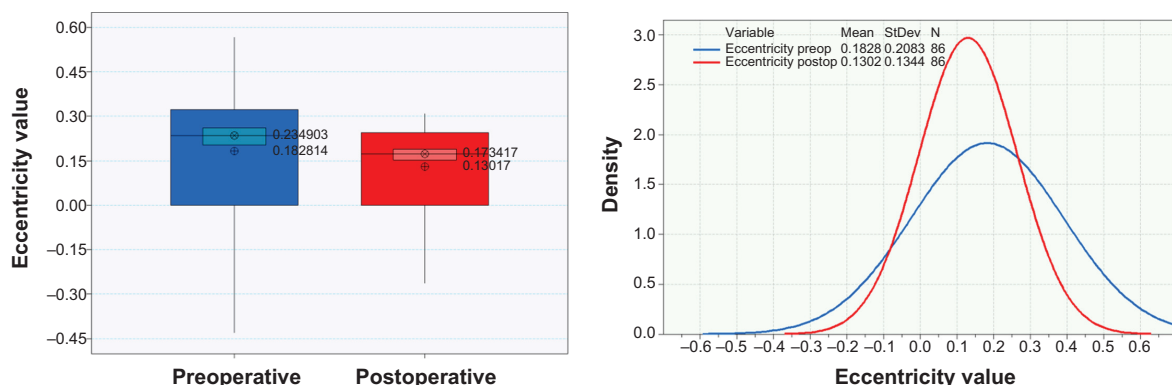 Eccentricity value
0.60
0.45
0.30
0.15
0.00
–0.15
–0.30
–0.45
0.234903
0.182814
0.173417
0.13017
Preoperative Postoperative
Density
3.0
2.5
2.0
1.5
1.0
0.5
0.0
Variable Mean StDev N
Eccentricity preop 0.1828 0.2083 86
Eccentricity postop 0.1302 0.1344 86
–0.6 –0.5 –0.4 –0.3 –0.2 –0.1 0.0 0.1 0.2 0.3 0.4 0.5 0.6
Eccentricity value